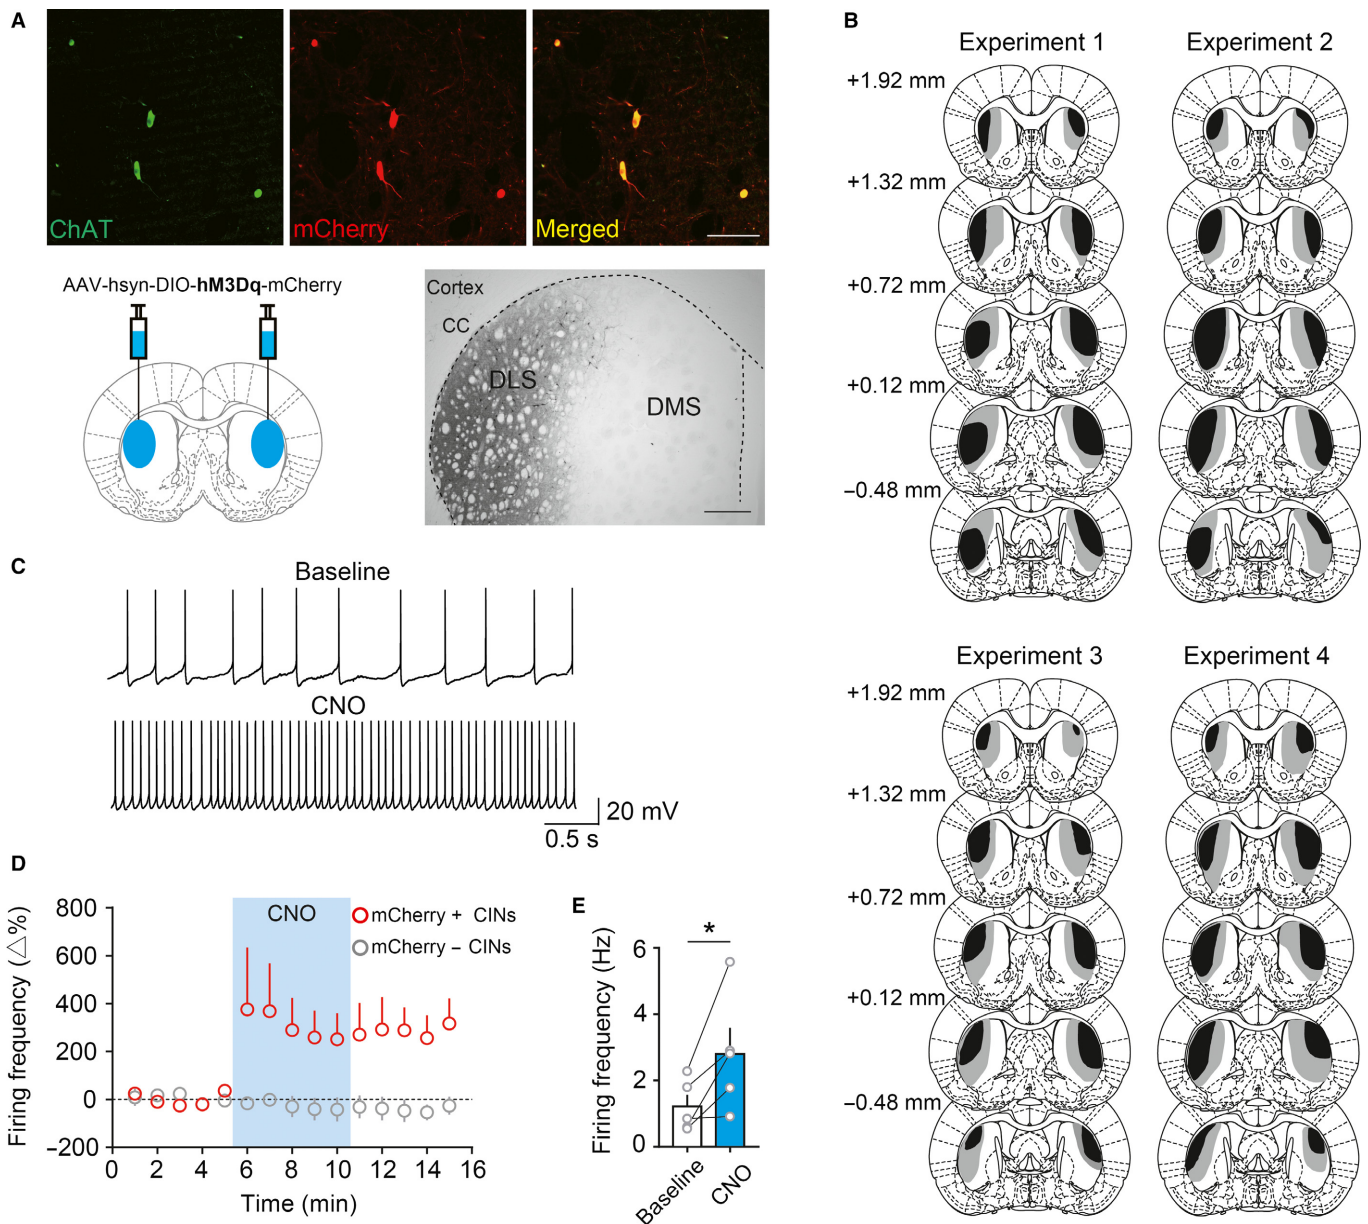 A
ChAT
mCherry
Merged
AAV-hsyn-DIO-hM3Dq-mCherry
Cortex
CC
DLS
DMS
B
Experiment 1
Experiment 2
+1.92 mm
+1.32 mm
+0.72 mm
+0.12 mm
−0.48 mm
Experiment 3
Experiment 4
+1.92 mm
+1.32 mm
+0.72 mm
+0.12 mm
−0.48 mm
C
Baseline
CNO
20 mV
0.5 s
D
Firing frequency (△%)
800
600
400
200
0
−200
CNO
mCherry + CINs
mCherry − CINs
0 2 4 6 8 10 12 14 16
Time (min)
E
Firing frequency (Hz)
6
4
2
0
*
Baseline
CNO